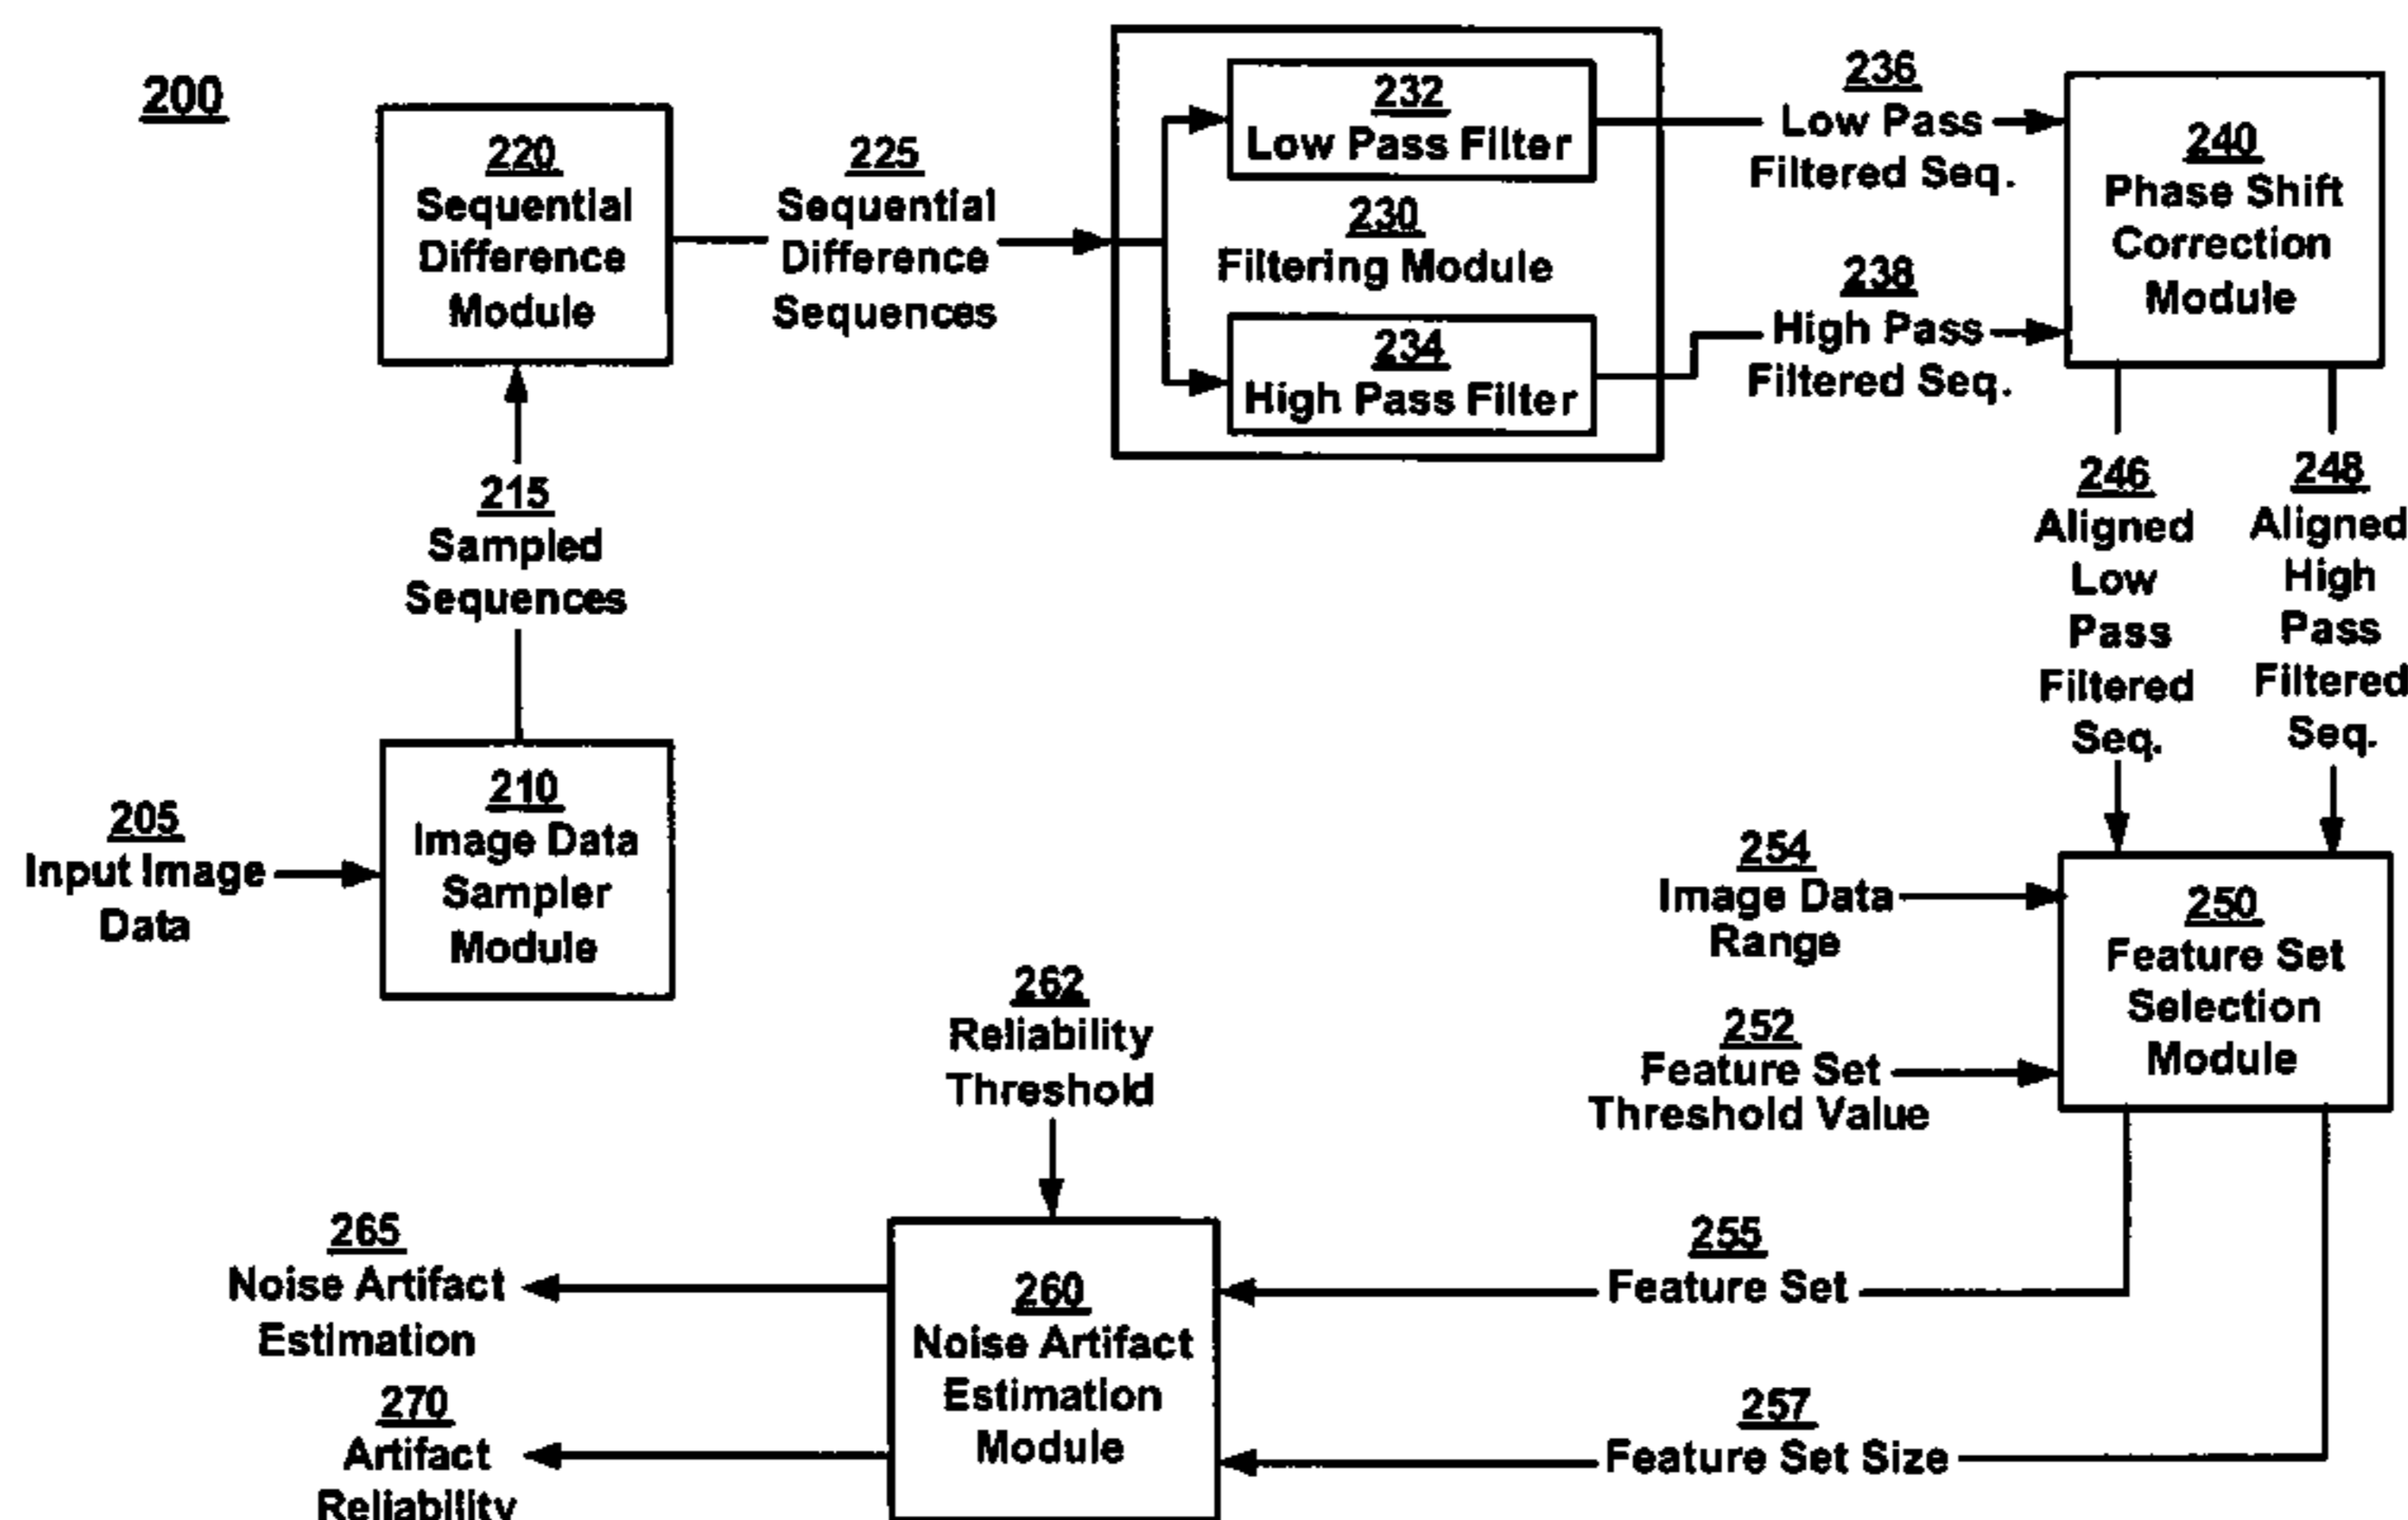 200
220
Sequential
Difference
Module
225
Sequential
Difference
Sequences
232
Low Pass Filter
230
Filtering Module
234
High Pass Filter
236
Low Pass
Filtered Seq.
238
High Pass
Filtered Seq.
240
Phase Shift
Correction
Module
215
Sampled
Sequences
246
Aligned
Low
Pass
Filtered
Seq.
248
Aligned
High
Pass
Filtered
Seq.
205
Input Image
Data
210
Image Data
Sampler
Module
254
Image Data
Range
252
Feature Set
Threshold Value
250
Feature Set
Selection
Module
262
Reliability
Threshold
265
Noise Artifact
Estimation
270
Artifact
Reliability
260
Noise Artifact
Estimation
Module
255
Feature Set
257
Feature Set Size